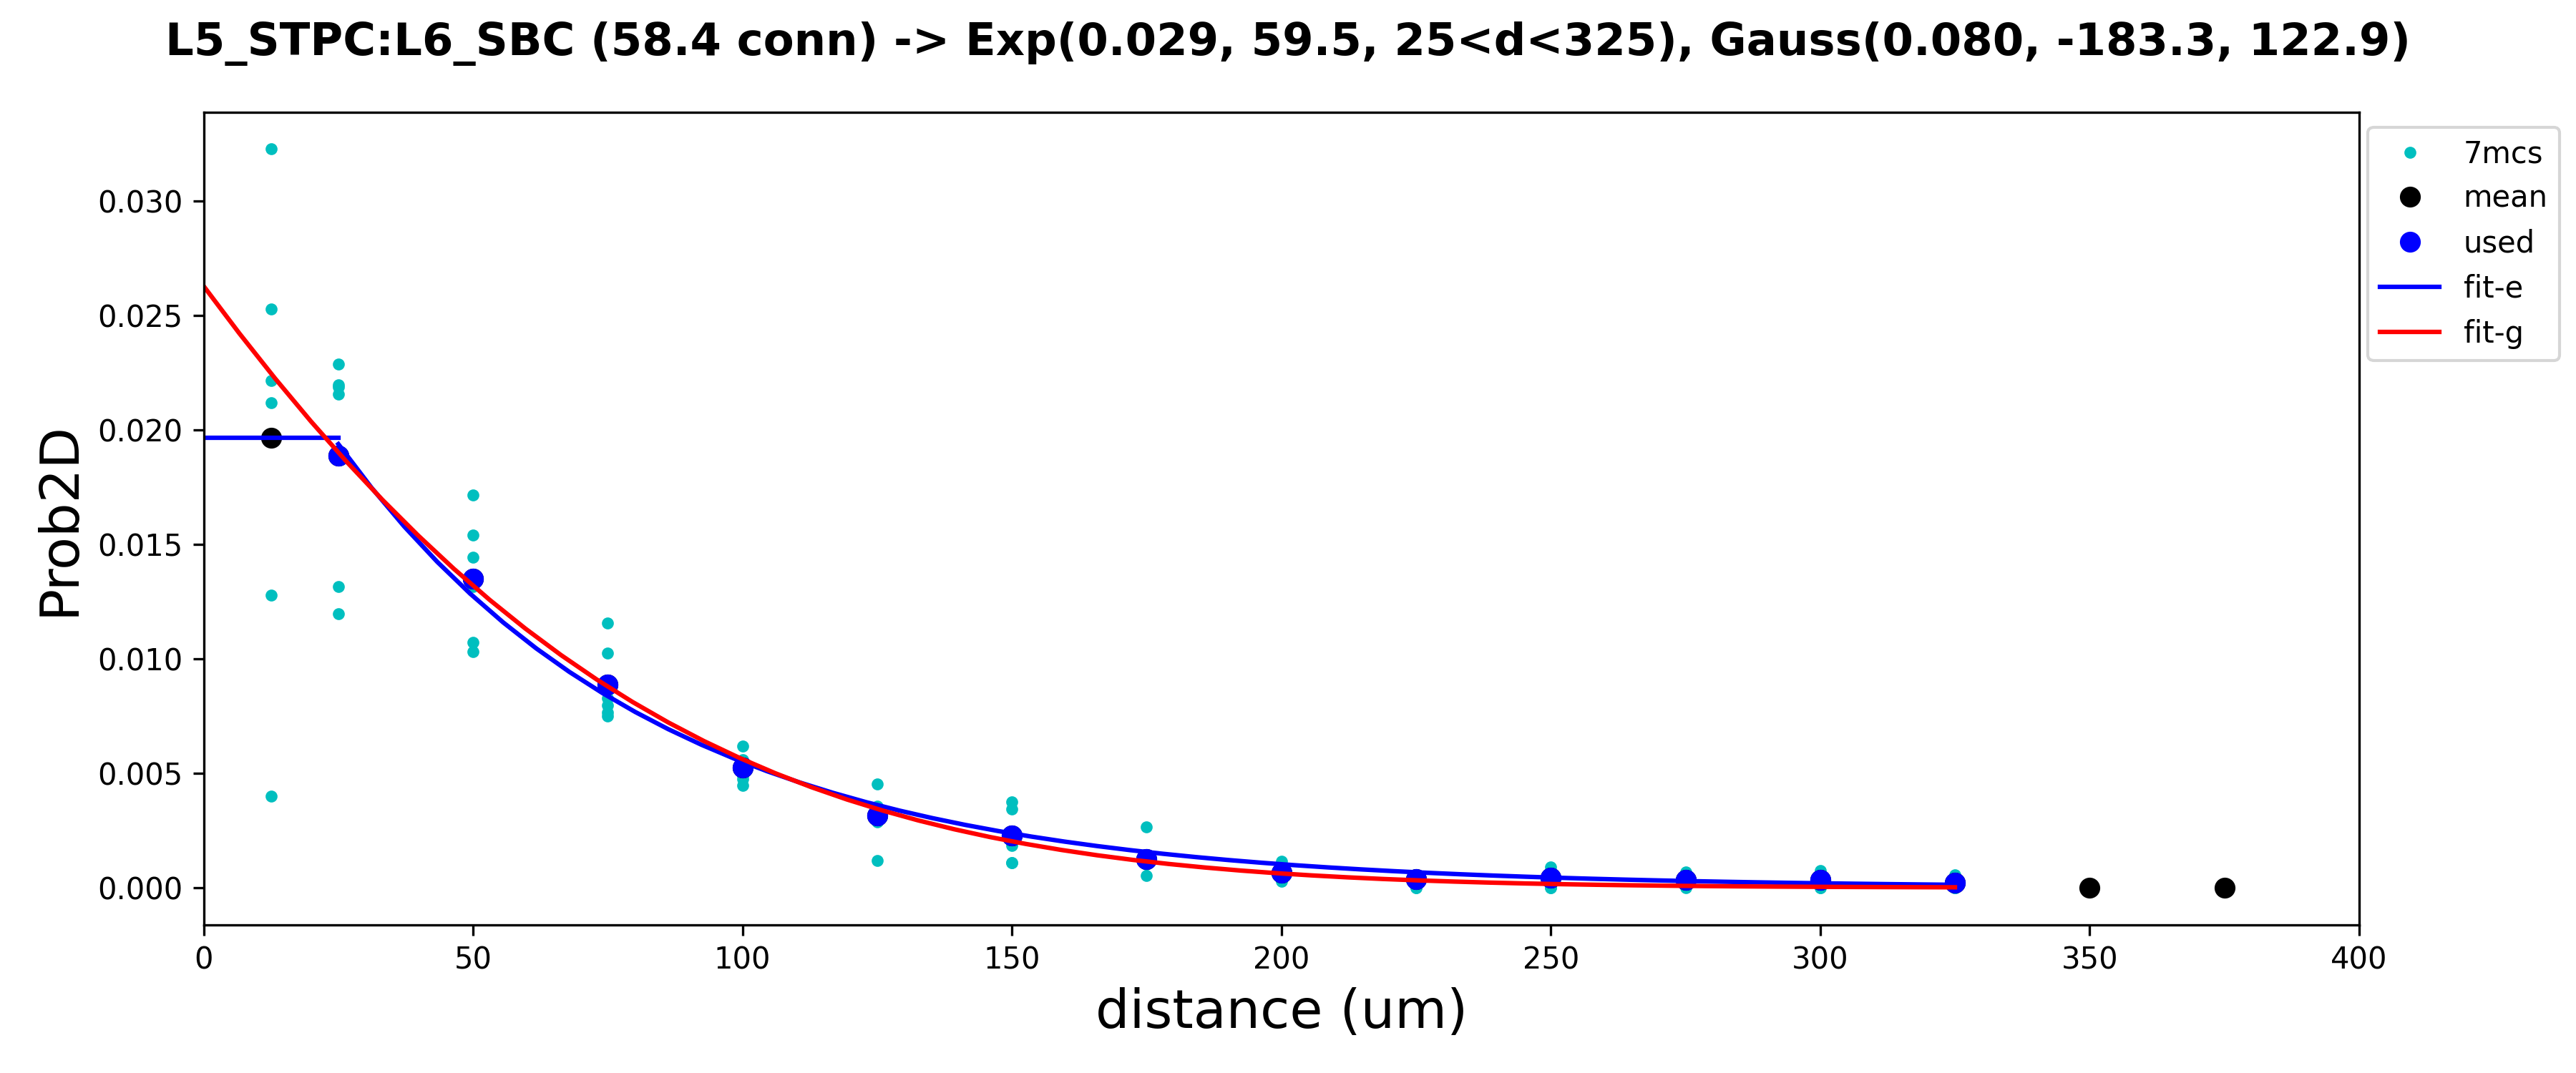 L5_STPC:L6_SBC (58.4 conn) -> Exp(0.029, 59.5, 25<d<325), Gauss(0.080, -183.3, 122.9)
7mcs
mean
used
fit-e
fit-g
Prob2D
0.030
0.025
0.020
0.015
0.010
0.005
0.000
0 50 100 150 200 250 300 350 400
distance (um)